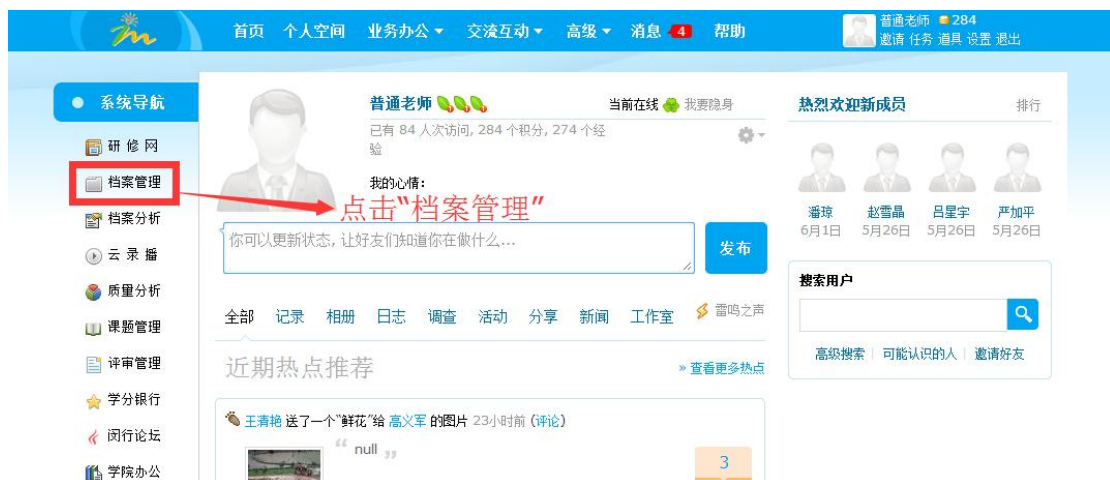 首页 个人空间 业务办公 交流互动 高级 消息 4 帮助
普通老师 284
邀请 任务 道具 设置 退出
系统导航
研修网
档案管理
档案分析
云录播
质量分析
课题管理
评审管理
学分银行
闵行论坛
学院办公
普通老师
当前在线 我要隐身
已有 84 人次访问, 284 个积分, 274 个经
验
我的心情:
点击“档案管理”
你可以更新状态, 让好友们知道你在做什么...
发布
全部 记录 相册 日志 调查 活动 分享 新闻 工作室 雷鸣之声
近期热点推荐
» 查看更多热点
王青艳 送了一个“鲜花”给 高义军 的图片 23小时前 (评论)
“ null ”
3
热烈欢迎新成员 排行
潘琼 赵雪晶 吕星宇 严加平
6月1日 5月26日 5月26日 5月26日
搜索用户
高级搜索 | 可能认识的人 | 邀请好友